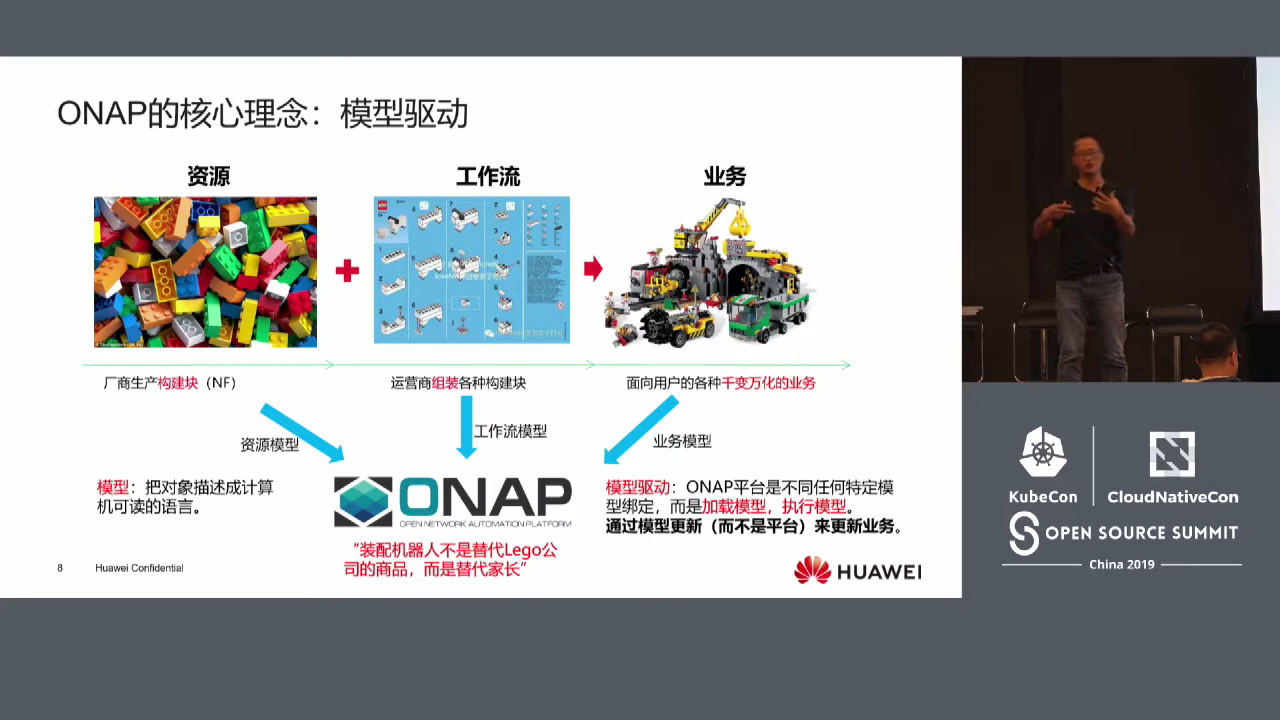 ONAP的核心理念：模型驱动
资源
工作流
业务
厂商生产构建块（NF）
运营商组装各种构建块
面向用户的各种千变万化的业务
资源模型
工作流模型
业务模型
模型：把对象描述成计算
机可读的语言。
ONAP
OPEN NETWORK AUTOMATION PLATFORM
“装配机器人不是替代Lego公
司的商品，而是替代家长”
模型驱动：ONAP平台是不同任何特定模
型绑定，而是加载模型，执行模型。
通过模型更新（而不是平台）来更新业务。
8
Huawei Confidential
HUAWEI
KubeCon
CloudNativeCon
OPEN SOURCE SUMMIT
China 2019